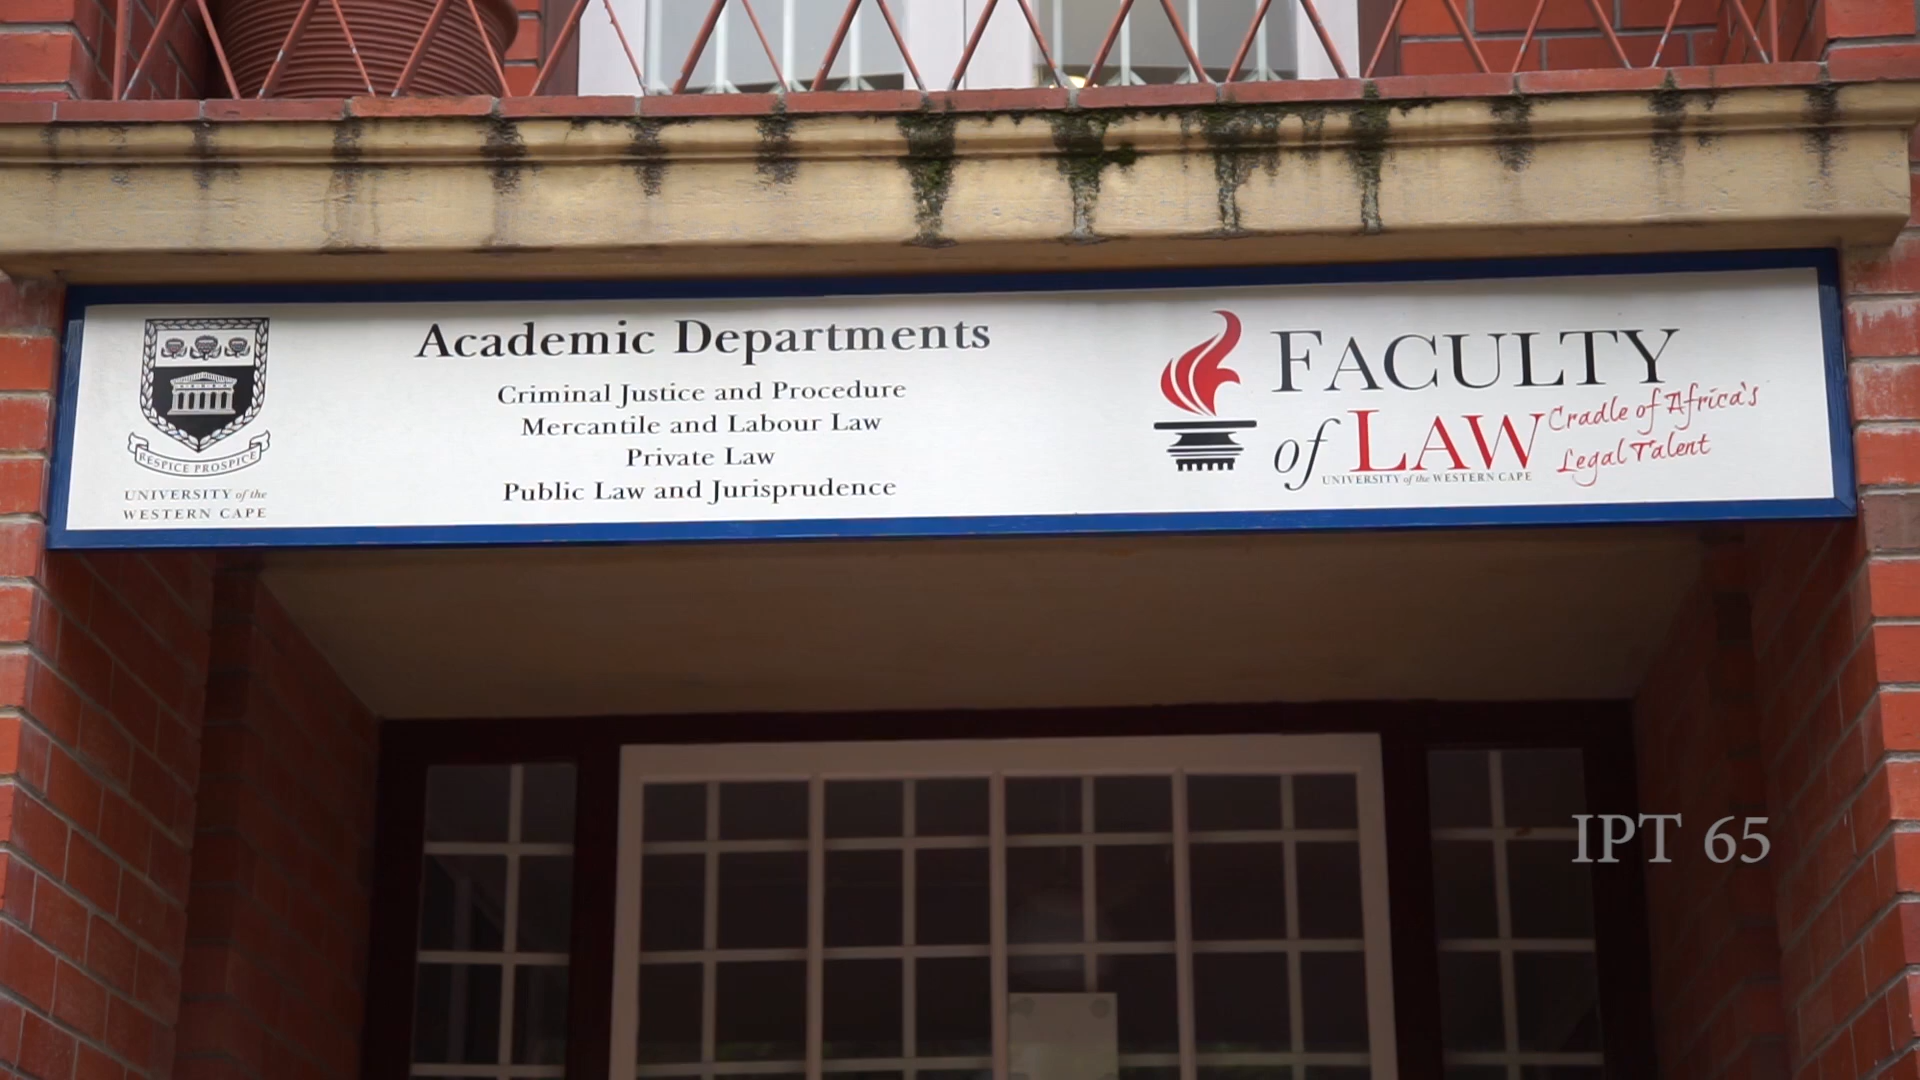 RESPICE PROSPICE
UNIVERSITY of the
WESTERN CAPE
Academic Departments
Criminal Justice and Procedure
Mercantile and Labour Law
Private Law
Public Law and Jurisprudence
FACULTY
of LAW
UNIVERSITY of the WESTERN CAPE
Cradle of Africa's
Legal Talent
IPT 65